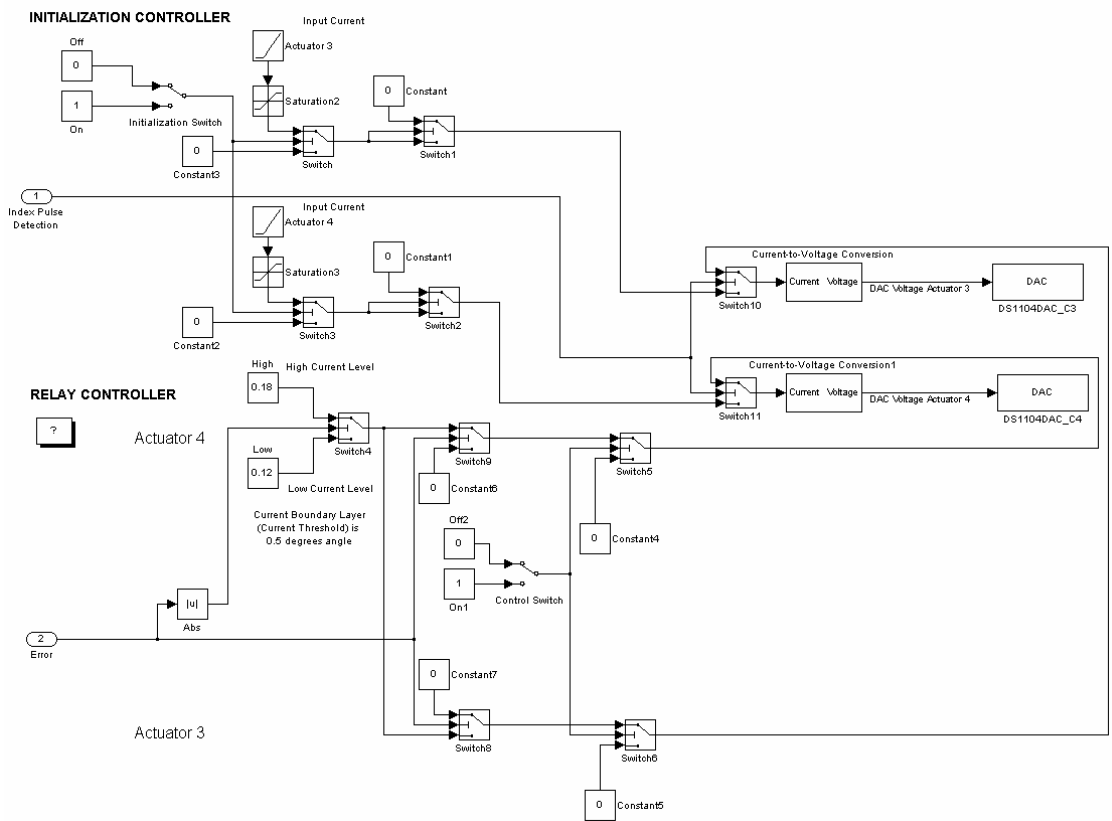 INITIALIZATION CONTROLLER
Off
0
1
On
Initialization Switch
Input Current
Actuator 3
Saturation2
0
Constant
0
Constant3
Switch
Switch1
1
Index Pulse
Detection
Input Current
Actuator 4
Saturation3
0
Constant1
0
Constant2
Switch3
Switch2
Current-to-Voltage Conversion
Switch10
Current Voltage
DAC Voltage Actuator 3
DAC
DS1104DAC_C3
Current-to-Voltage Conversion1
Switch11
Current Voltage
DAC Voltage Actuator 4
DAC
DS1104DAC_C4
RELAY CONTROLLER
?
Actuator 4
High
High Current Level
0.18
Switch4
Low
0.12
Low Current Level
Current Boundary Layer
(Current Threshold) is
0.5 degrees angle
Switch9
0
Constant6
Switch5
0
Constant4
Off2
0
1
On1
Control Switch
|u|
Abs
2
Error
0
Constant7
Actuator 3
Switch8
Switch6
0
Constant5